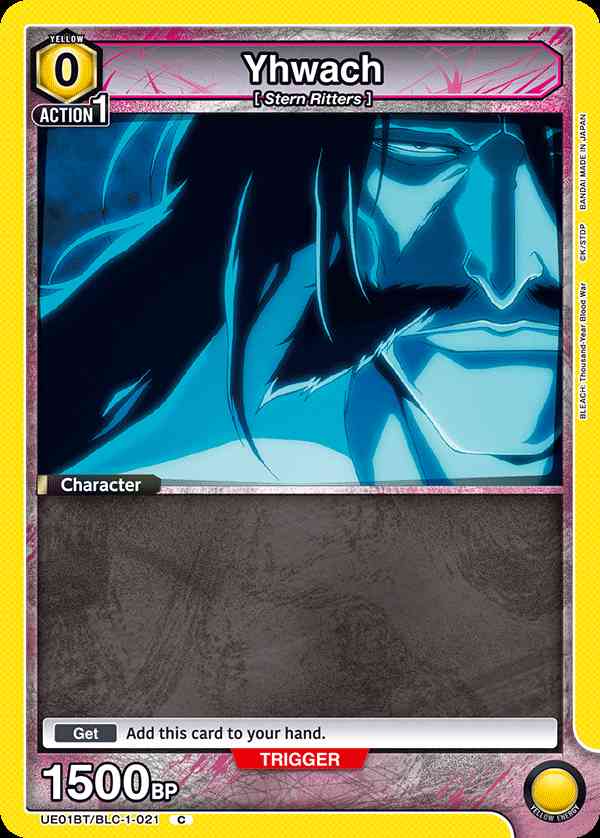 YELLOW
0
ACTION 1
Yhwach
[ Stern Ritters ]
BLEACH: Thousand-Year Blood War ©K/STDP BANDAI MADE IN JAPAN
Character
Get Add this card to your hand.
TRIGGER
1500BP
UE01BT/BLC-1-021 C
YELLOW ENERGY